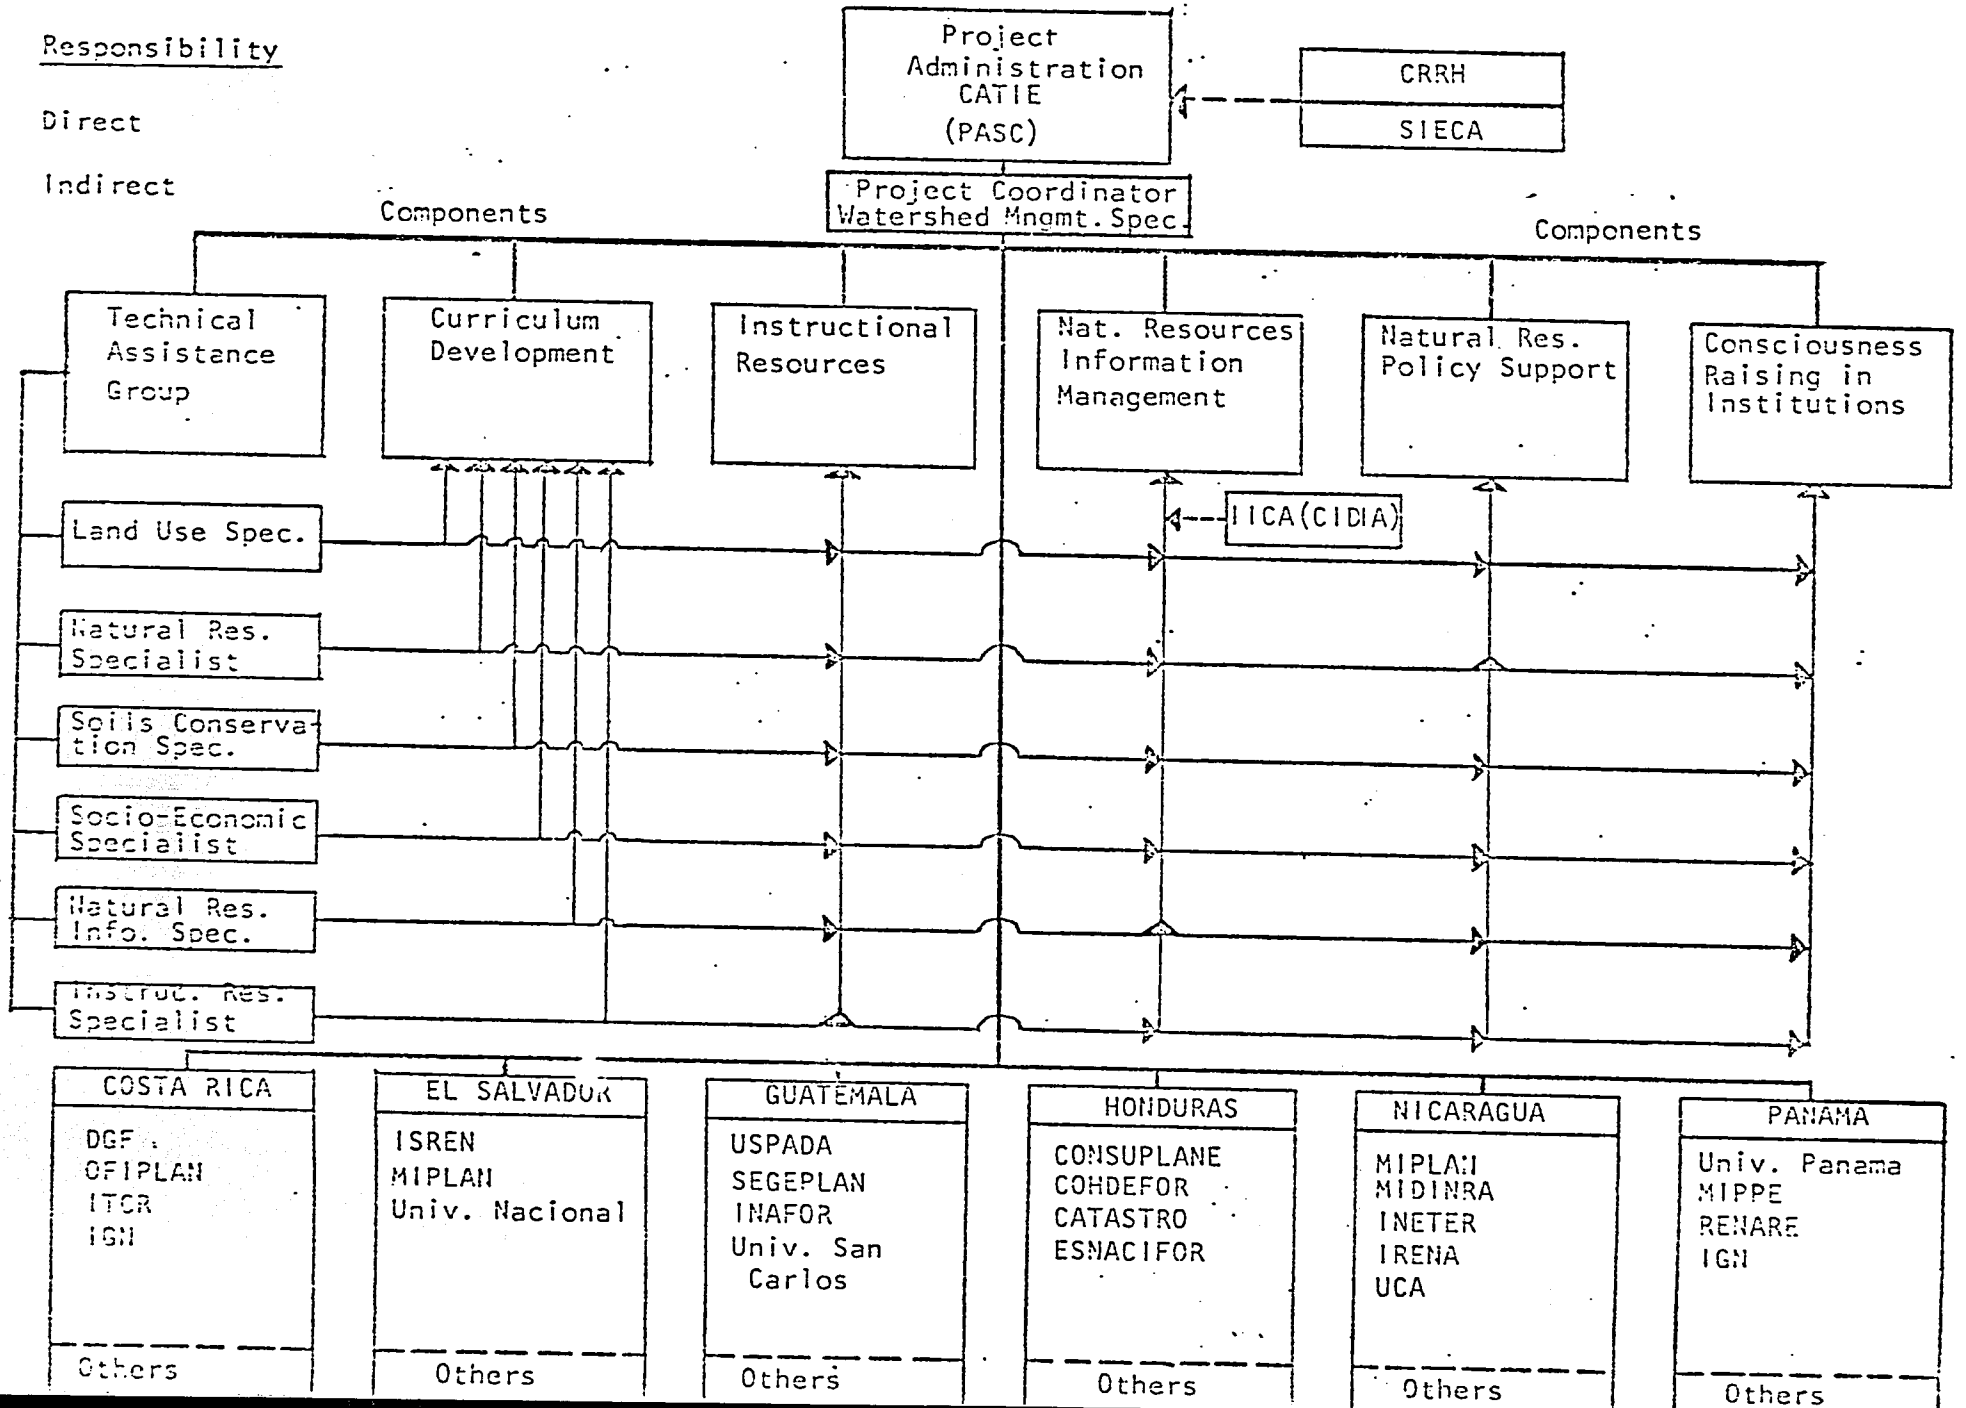 Responsibility
Direct
Indirect
Project
Administration
CATIE
(PASC)
CRRH
SIECA
Project Coordinator
Watershed Mngmt. Spec.
Components
Components
Technical
Assistance
Group
Curriculum
Development
Instructional
Resources
Nat. Resources
Information
Management
Natural Res.
Policy Support
Consciousness
Raising in
Institutions
IICA(CIDIA)
Land Use Spec.
Natural Res.
Specialist
Soils Conserva-
tion Spec.
Socio-Economic
Specialist
Natural Res.
Info. Spec.
Instruc. Res.
Specialist
COSTA RICA
DGF
OFIPLAN
ITCR
IGN
Others
EL SALVADOR
ISREN
MIPLAN
Univ. Nacional
Others
GUATEMALA
USPADA
SEGEPLAN
INAFOR
Univ. San
Carlos
Others
HONDURAS
CONSUPLANE
COHDEFOR
CATASTRO
ESNACIFOR
Others
NICARAGUA
MIPLAN
MIDINRA
INETER
IRENA
UCA
Others
PANAMA
Univ. Panama
MIPPE
RENARE
IGN
Others